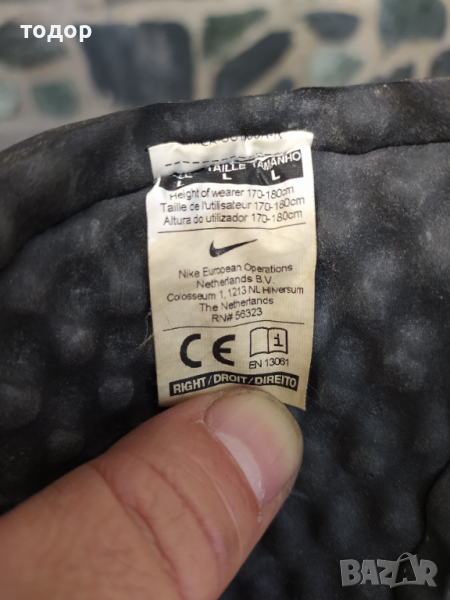 тодор
TAILLE TAMANHO
L L L
Height of wearer 170-180cm
Taille de l'utilisateur 170-180cm
Altura do utilizador 170-180cm
Nike European Operations
Netherlands B.V.
Colosseum 1, 1213 NL Hilversum
The Netherlands
RN# 56323
CE
i
EN 13061
RIGHT/DROIT/DIREITO
BAZAR